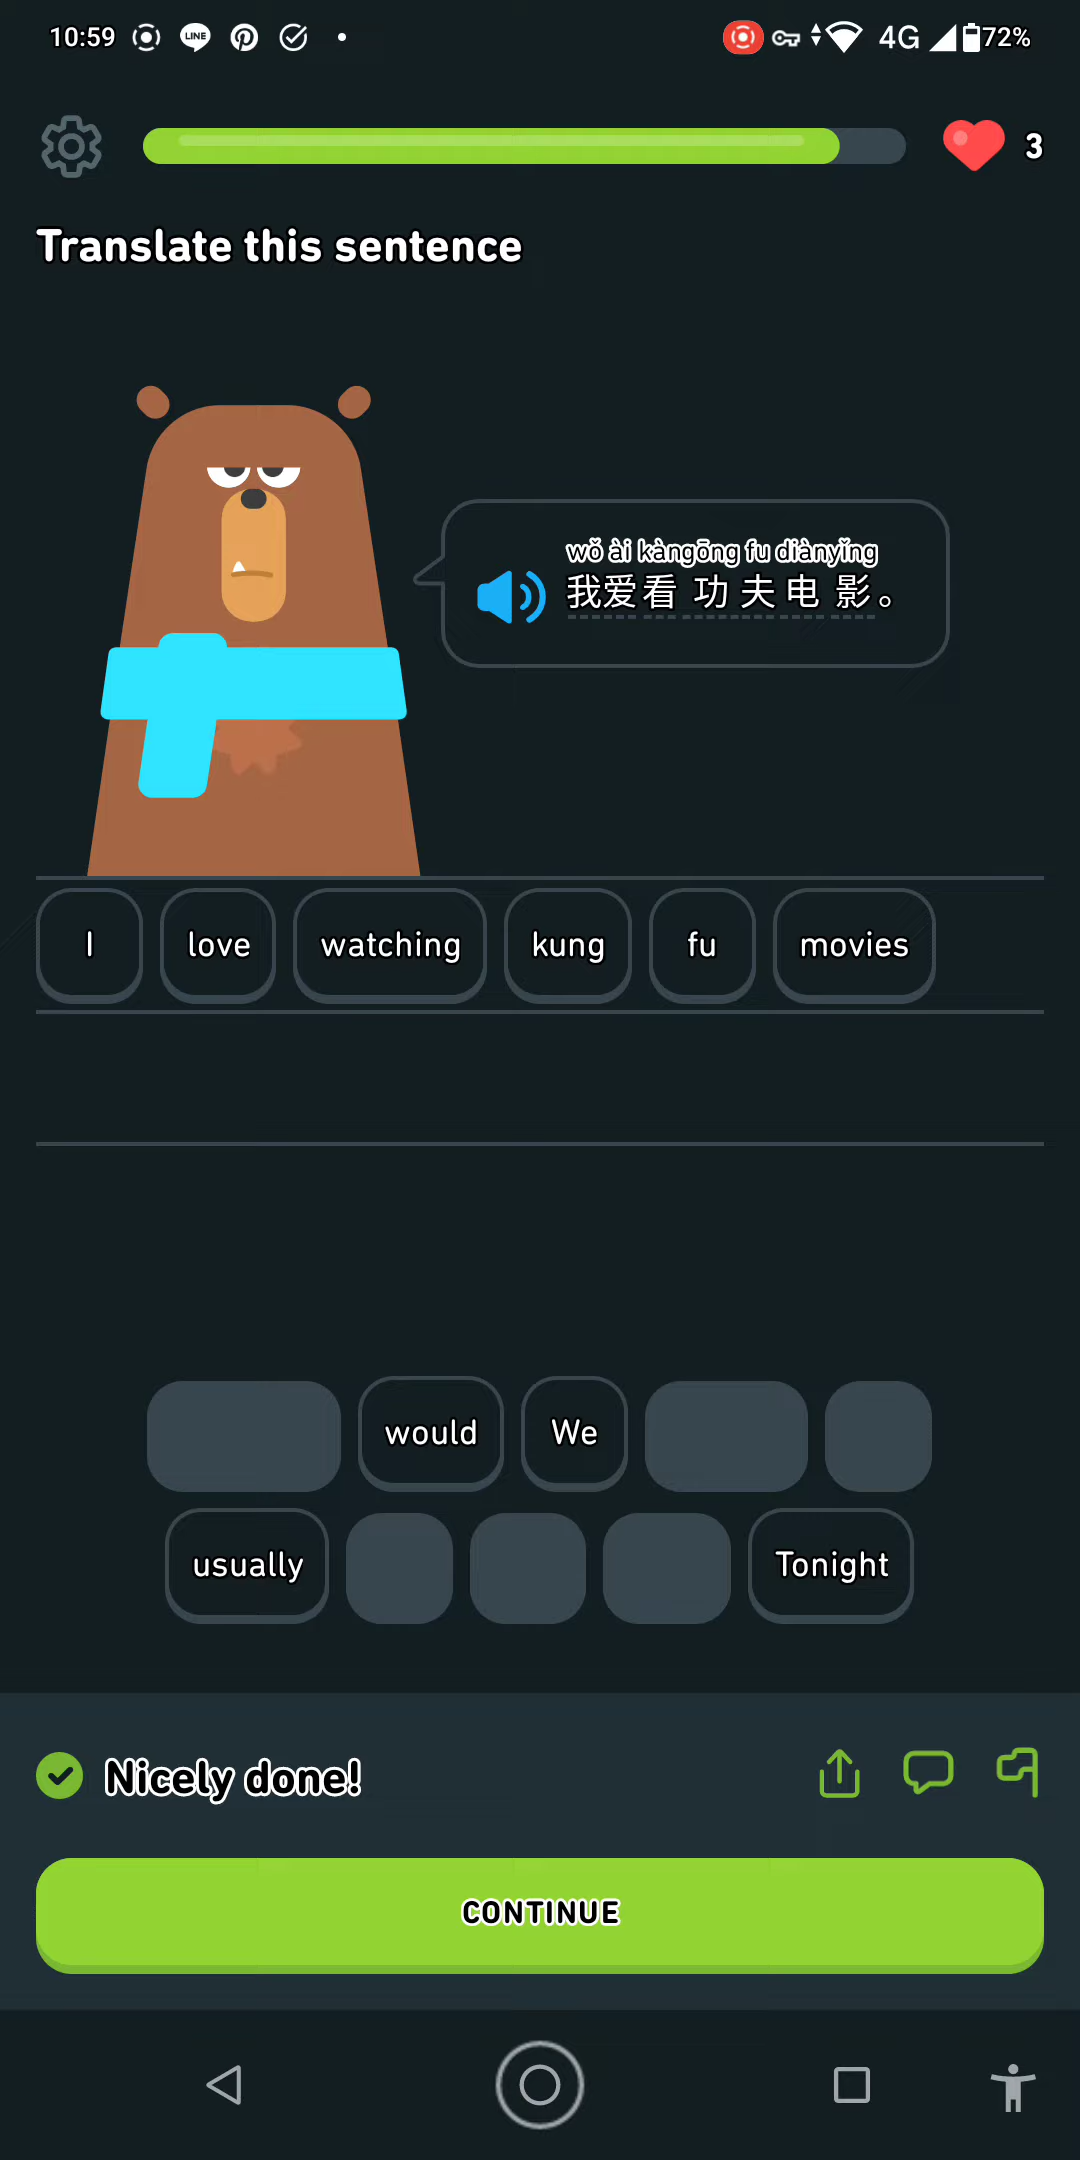 10:59 LINE 4G 72%
3
Translate this sentence
wǒ ài kàngōng fu diànyǐng
我爱看功夫电影。
I love watching kung fu movies
would We
usually Tonight
Nicely done!
CONTINUE